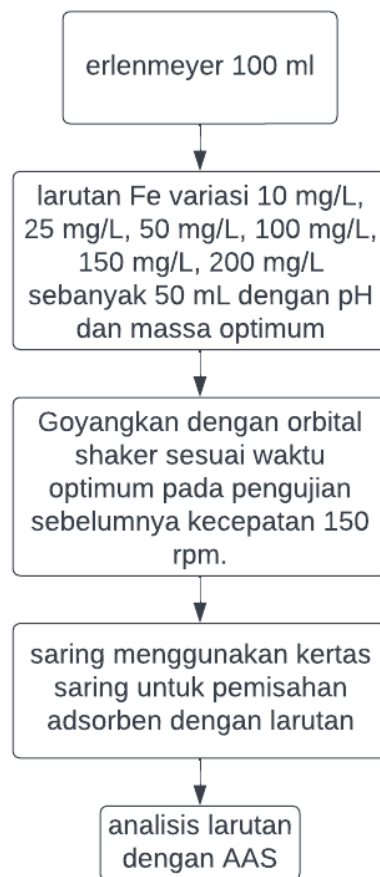 erlenmeyer 100 ml
larutan Fe variasi 10 mg/L,
25 mg/L, 50 mg/L, 100 mg/L,
150 mg/L, 200 mg/L
sebanyak 50 mL dengan pH
dan massa optimum
Goyangkan dengan orbital
shaker sesuai waktu
optimum pada pengujian
sebelumnya kecepatan 150
rpm.
saring menggunakan kertas
saring untuk pemisahan
adsorben dengan larutan
analisis larutan
dengan AAS